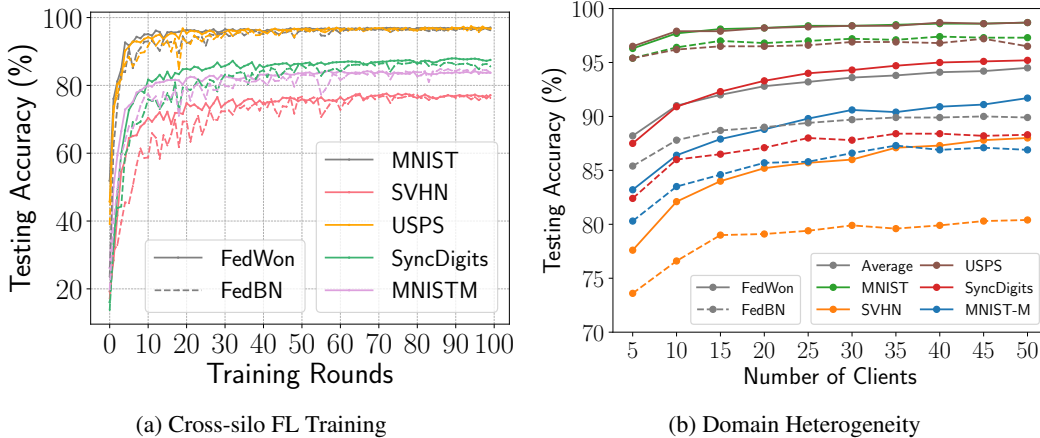 Testing Accuracy (%)
100
80
60
40
20
0 10 20 30 40 50 60 70 80 90 100
Training Rounds
FedWon
FedBN
MNIST
SVHN
USPS
SyncDigits
MNISTM
(a) Cross-silo FL Training
Testing Accuracy (%)
100
95
90
85
80
75
70
5 10 15 20 25 30 35 40 45 50
Number of Clients
FedWon
FedBN
Average
MNIST
SVHN
USPS
SyncDigits
MNIST-M
(b) Domain Heterogeneity